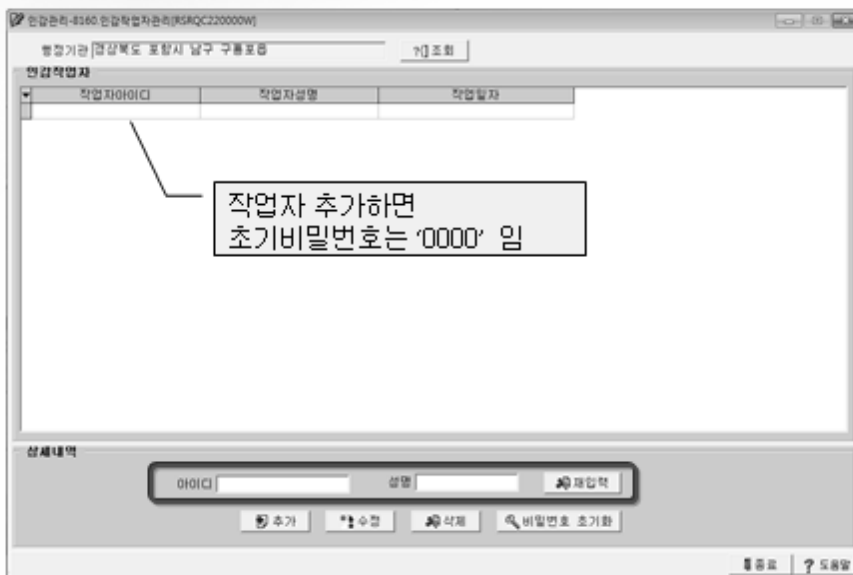 인감관리-8160.인감작업자관리[RSRQC220000W]
행정기관 경상북도 포항시 남구 구룡포읍 ?[]조회
인감작업자
작업자아이디 작업자성명 작업일자
작업자 추가하면
초기비밀번호는 ‘0000’ 임
상세내역
아이디 성명 재입력
추가 수정 삭제 비밀번호 초기화
종료 ? 도움말